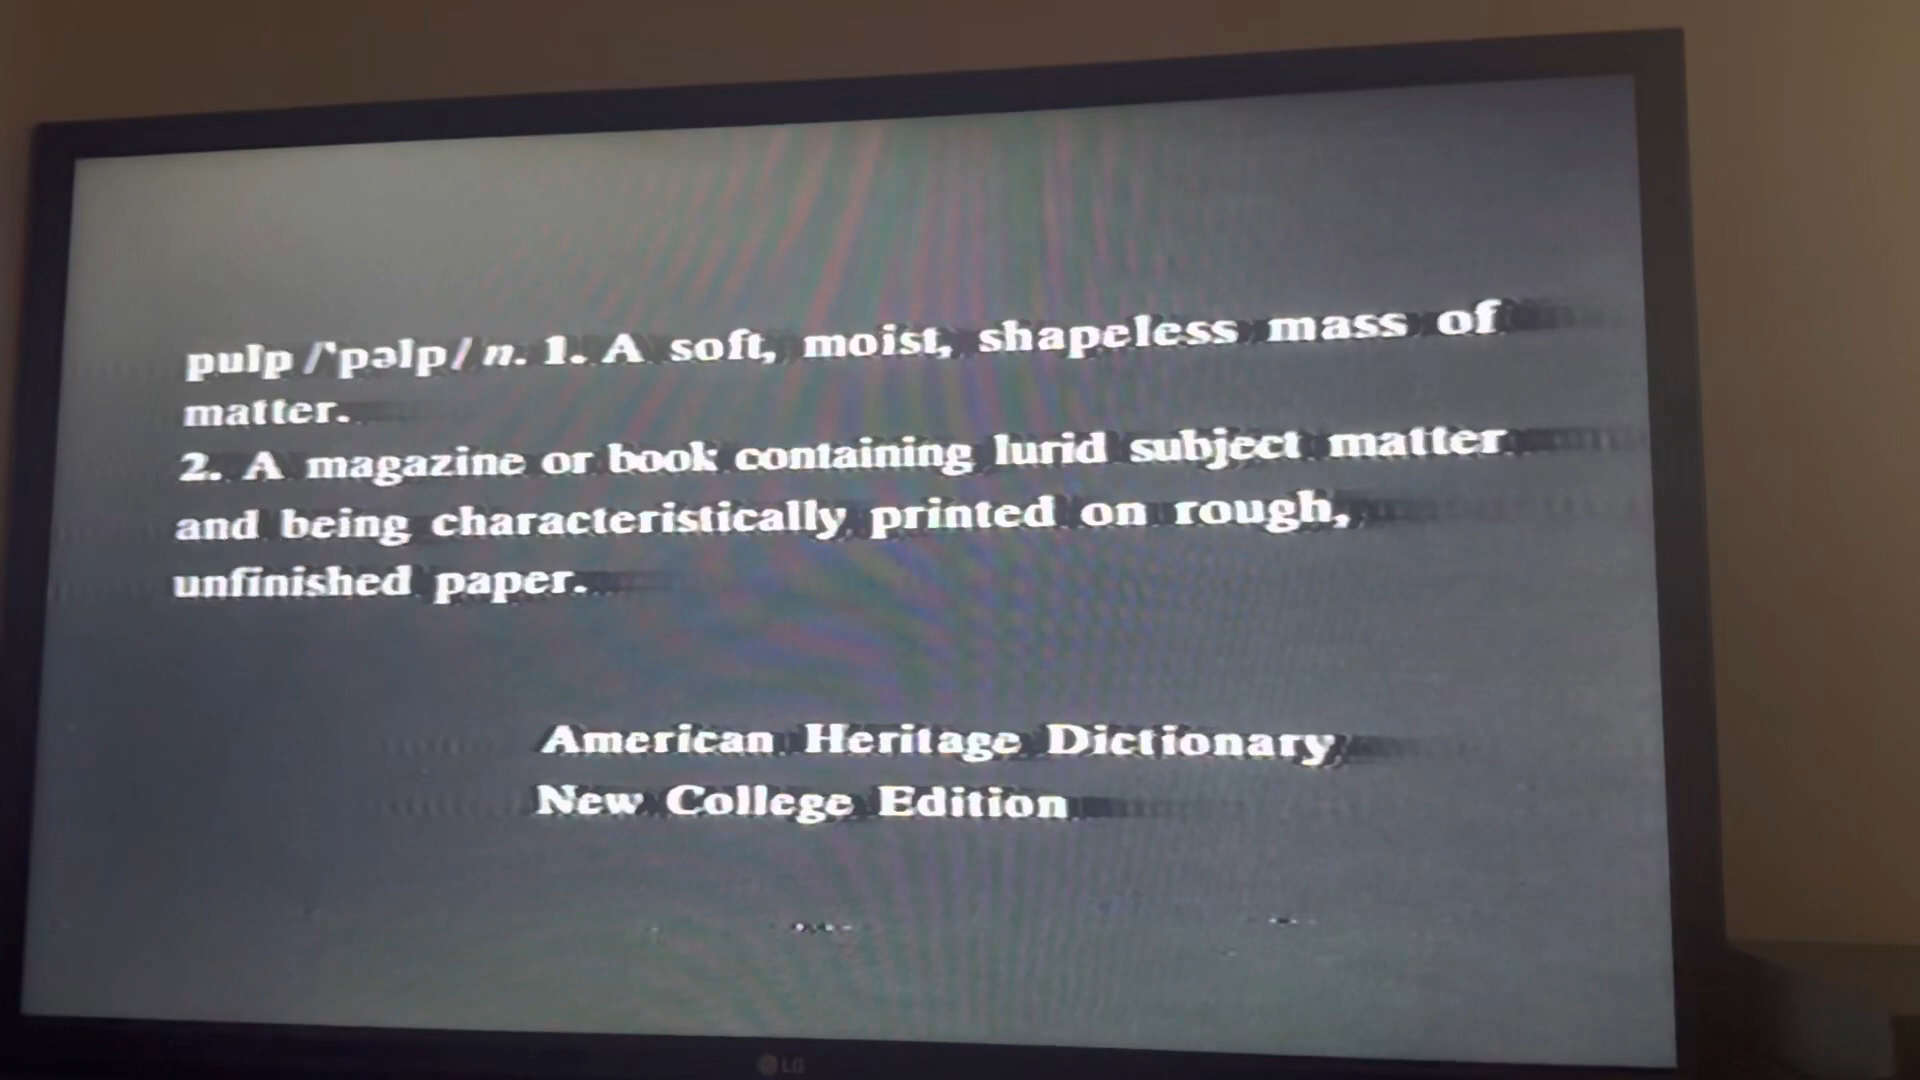 pulp /'pəlp/ n. 1. A soft, moist, shapeless mass of
matter.
2. A magazine or book containing lurid subject matter
and being characteristically printed on rough,
unfinished paper.
American Heritage Dictionary
New College Edition
LG